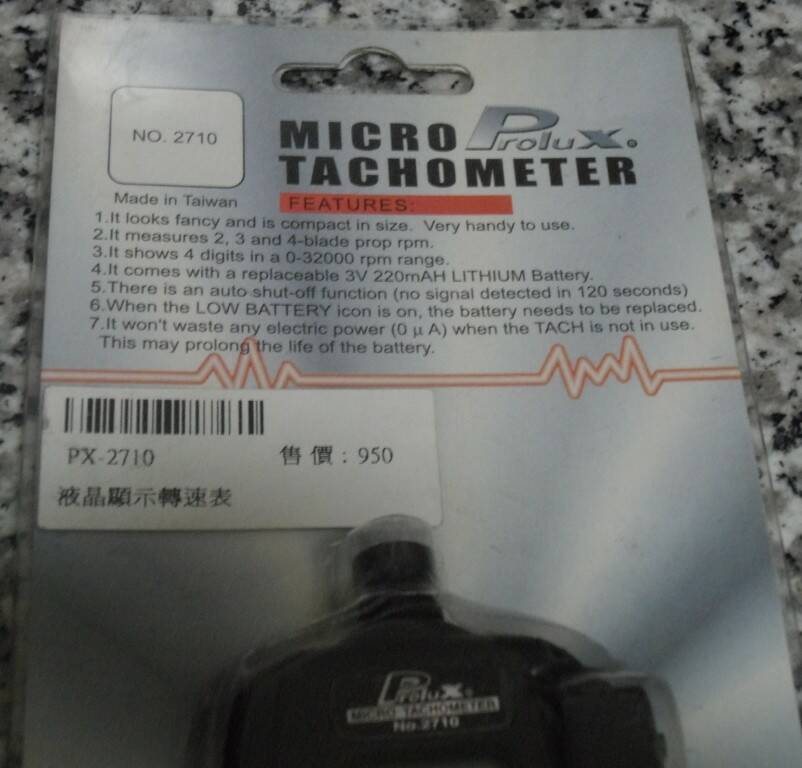 NO. 2710
MICRO Prolux
TACHOMETER
Made in Taiwan
FEATURES:
1.It looks fancy and is compact in size. Very handy to use.
2.It measures 2, 3 and 4-blade prop rpm.
3.It shows 4 digits in a 0-32000 rpm range.
4.It comes with a replaceable 3V 220mAH LITHIUM Battery.
5.There is an auto shut-off function (no signal detected in 120 seconds)
6.When the LOW BATTERY icon is on, the battery needs to be replaced.
7.It won't waste any electric power (0 µ A) when the TACH is not in use.
This may prolong the life of the battery.
PX-2710 售價:950
液晶顯示轉速表
Prolux
MICRO TACHOMETER
No.2710